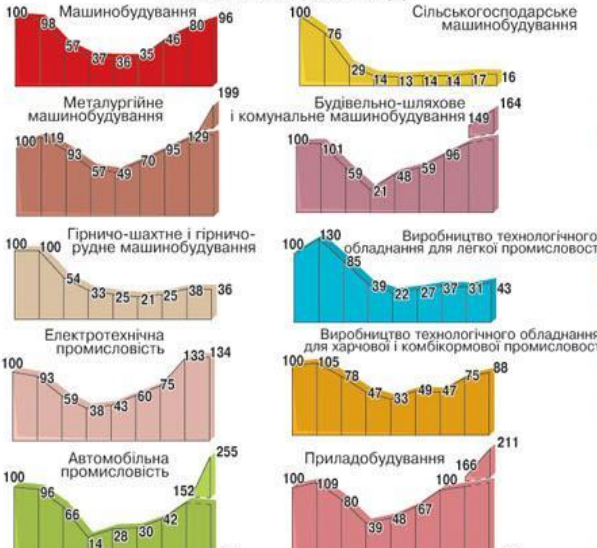 Машинобудування
100 98 57 37 36 35 46 80 96
Сільськогосподарське
машинобудування
100 76 29 14 13 14 14 17 16
Металургійне
машинобудування
100 119 93 57 49 70 95 129 199
Будівельно-шляхове
і комунальне машинобудування
100 101 59 21 48 59 96 149 164
Гірничо-шахтне і гірничо-
рудне машинобудування
100 100 54 33 25 21 25 38 36
Виробництво технологічного
обладнання для легкої промисловост
100 130 85 39 22 27 37 31 43
Електротехнічна
промисловість
100 93 59 38 43 60 75 133 134
Виробництво технологічного обладнання
для харчової і комбікормової промисловост
100 105 78 47 33 49 47 75 88
Автомобільна
промисловість
100 96 66 14 28 30 42 152 255
Приладобудування
100 109 80 39 48 67 100 166 211